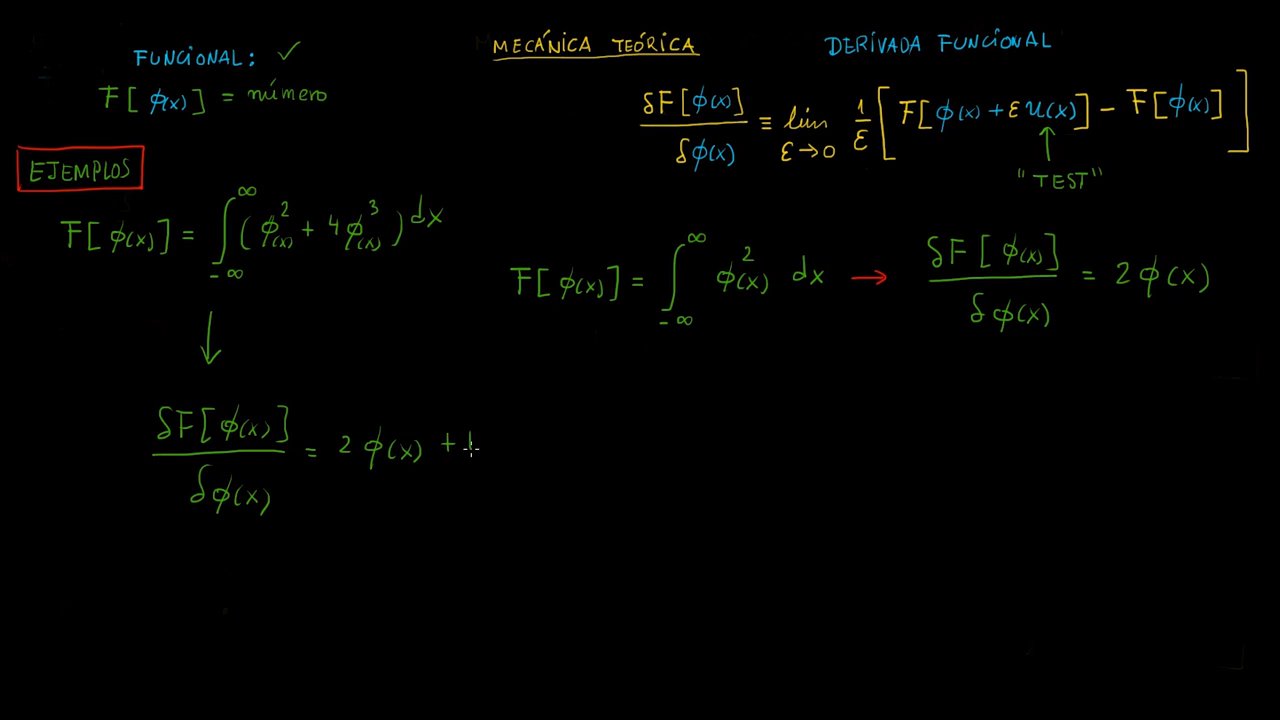 MECÁNICA TEÓRICA
FUNCIONAL: ✓
F[φ(x)] = número
EJEMPLOS
F[φ(x)] = ∫_{-∞}^{∞} (φ²(x) + 4φ³(x)) dx
↓
δF[φ(x)] / δφ(x) = 2φ(x) +
DERIVADA FUNCIONAL
δF[φ(x)] / δφ(x) ≡ lím_{ε→0} 1/ε [F[φ(x) + εu(x)] − F[φ(x)]]
↑
"TEST"
F[φ(x)] = ∫_{-∞}^{∞} φ²(x) dx → δF[φ(x)] / δφ(x) = 2φ(x)